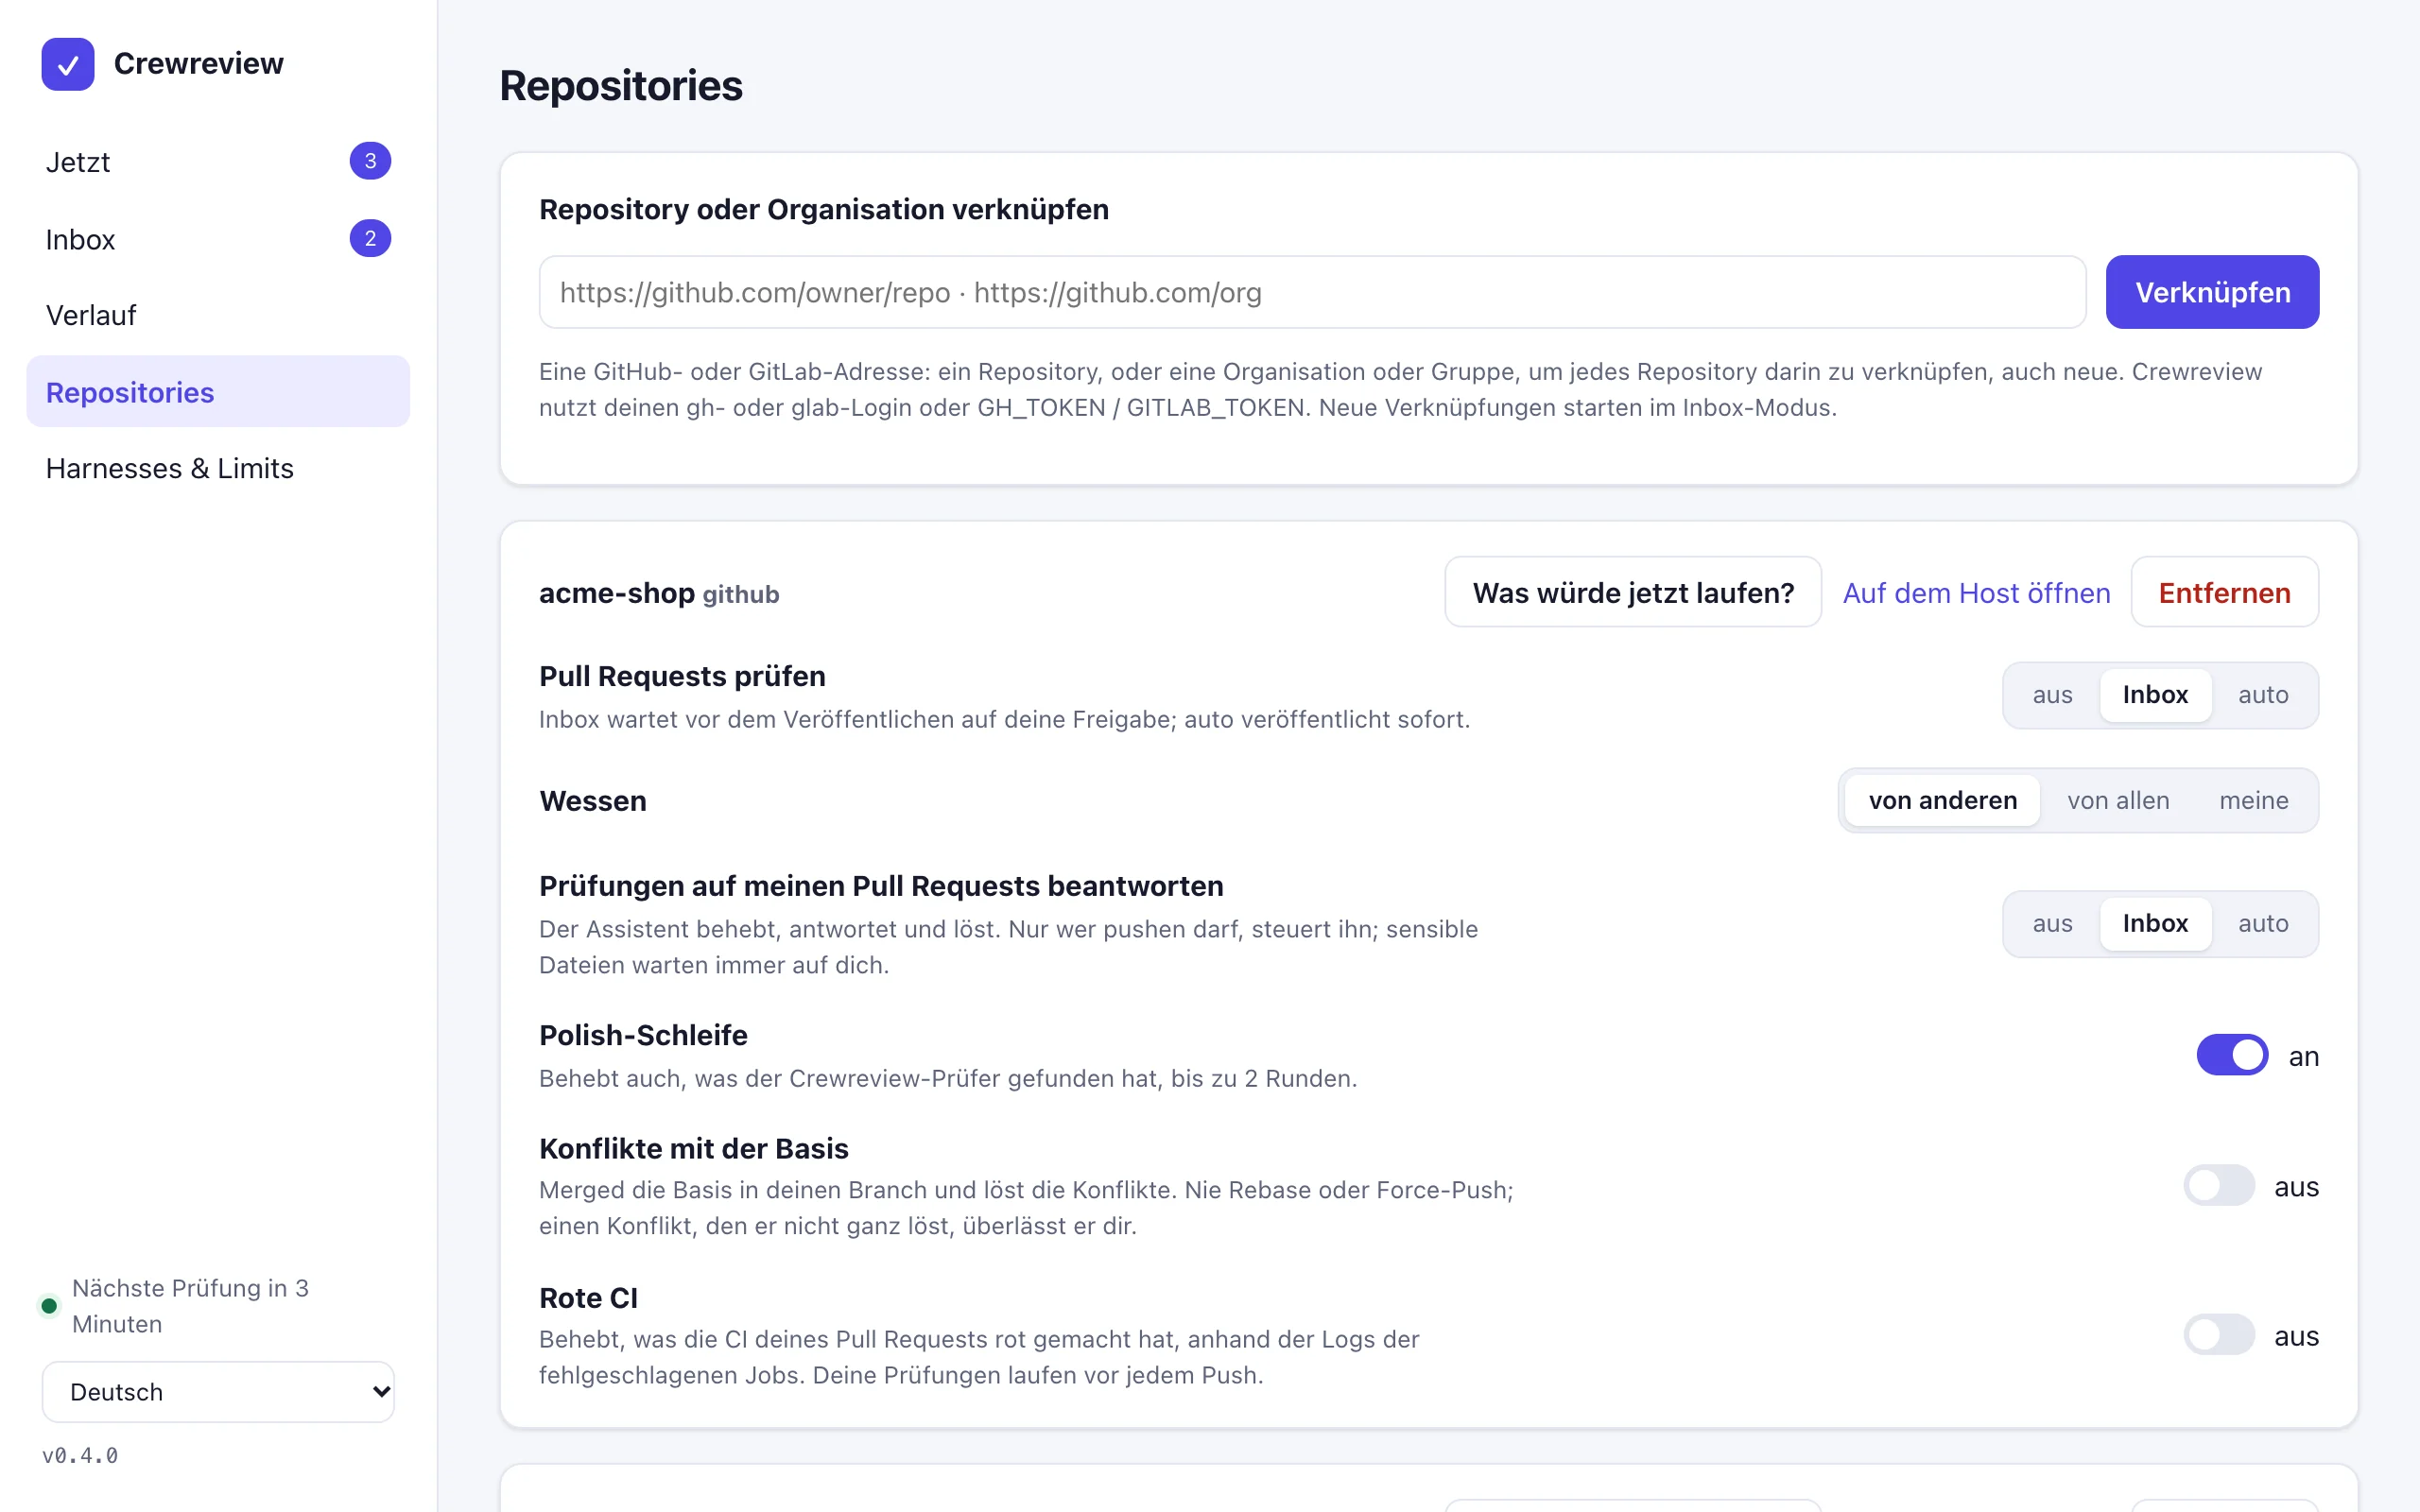 Crewreview
Jetzt 3
Inbox 2
Verlauf
Repositories
Harnesses & Limits
Nächste Prüfung in 3
Minuten
Deutsch
v0.4.0
Repositories
Repository oder Organisation verknüpfen
https://github.com/owner/repo · https://github.com/org
Verknüpfen
Eine GitHub- oder GitLab-Adresse: ein Repository, oder eine Organisation oder Gruppe, um jedes Repository darin zu verknüpfen, auch neue. Crewreview
nutzt deinen gh- oder glab-Login oder GH_TOKEN / GITLAB_TOKEN. Neue Verknüpfungen starten im Inbox-Modus.
acme-shop github
Was würde jetzt laufen? Auf dem Host öffnen Entfernen
Pull Requests prüfen
Inbox wartet vor dem Veröffentlichen auf deine Freigabe; auto veröffentlicht sofort.
aus Inbox auto
Wessen
von anderen von allen meine
Prüfungen auf meinen Pull Requests beantworten
Der Assistent behebt, antwortet und löst. Nur wer pushen darf, steuert ihn; sensible
Dateien warten immer auf dich.
aus Inbox auto
Polish-Schleife
Behebt auch, was der Crewreview-Prüfer gefunden hat, bis zu 2 Runden.
an
Konflikte mit der Basis
Merged die Basis in deinen Branch und löst die Konflikte. Nie Rebase oder Force-Push;
einen Konflikt, den er nicht ganz löst, überlässt er dir.
aus
Rote CI
Behebt, was die CI deines Pull Requests rot gemacht hat, anhand der Logs der
fehlgeschlagenen Jobs. Deine Prüfungen laufen vor jedem Push.
aus